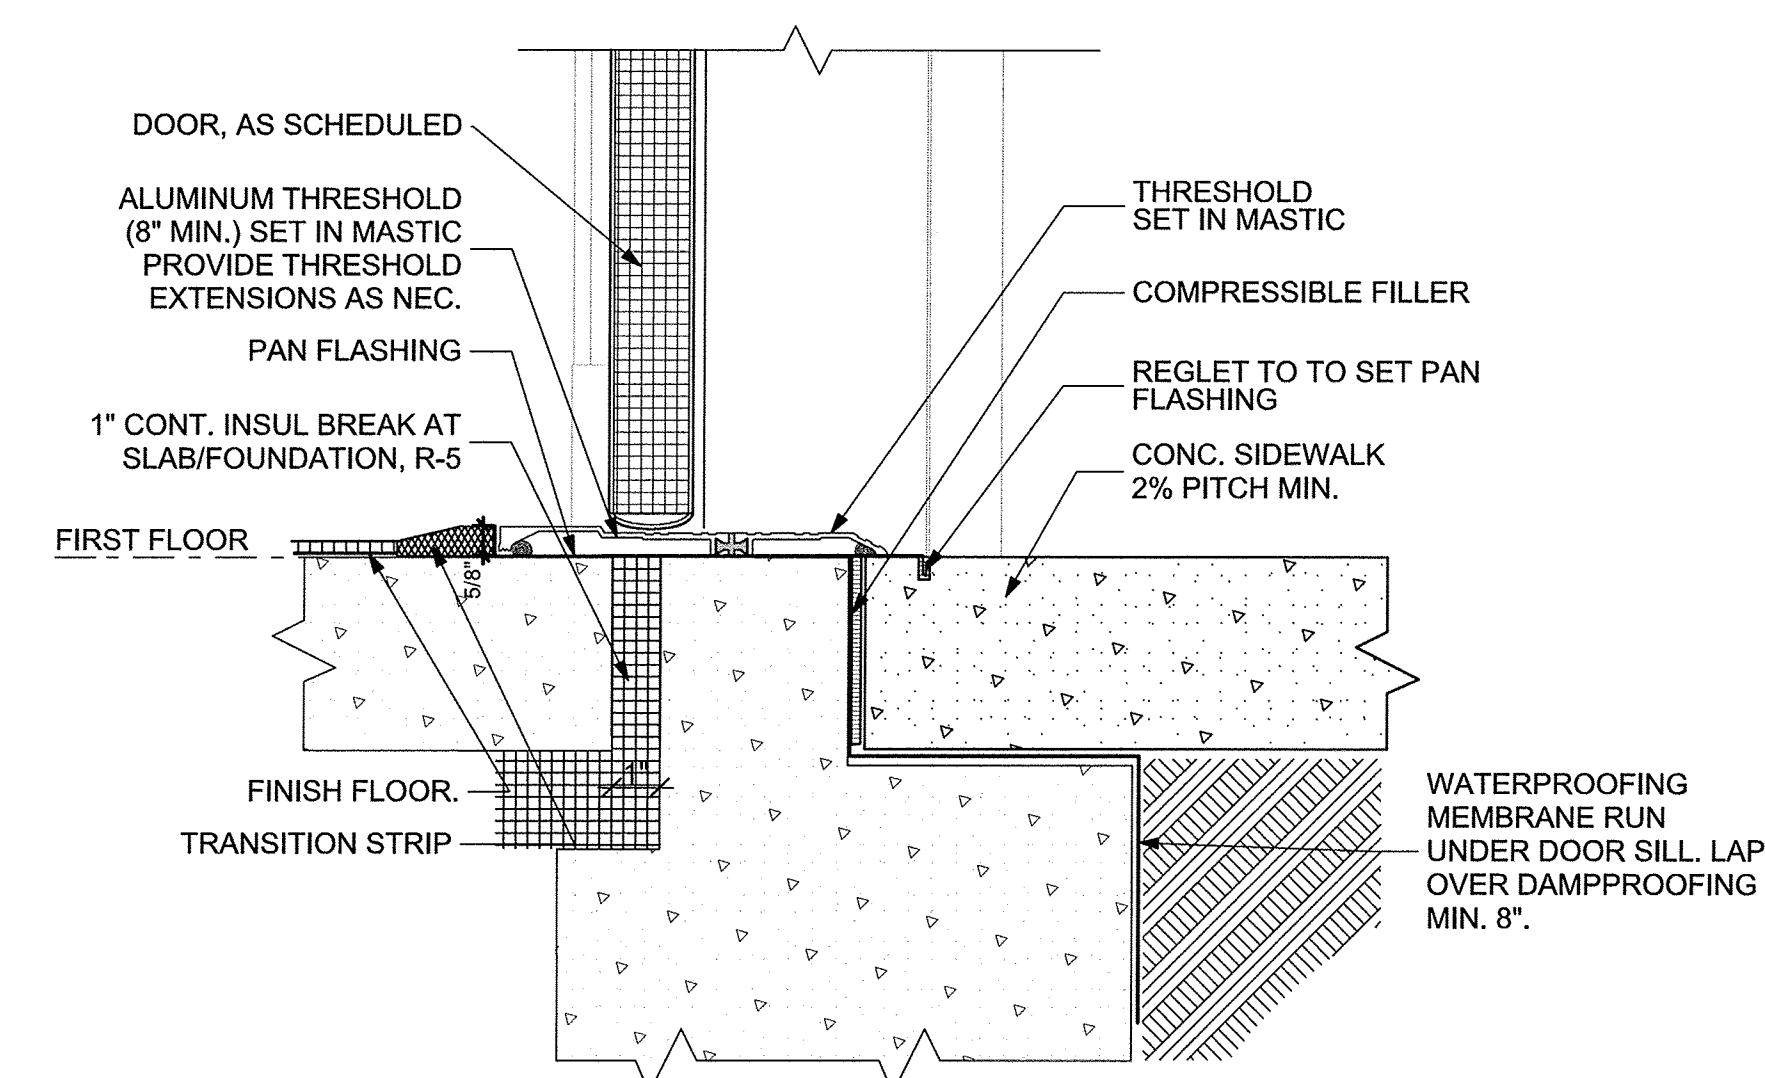 DOOR, AS SCHEDULED
ALUMINUM THRESHOLD
(8" MIN.) SET IN MASTIC
PROVIDE THRESHOLD
EXTENSIONS AS NEC.
PAN FLASHING
1" CONT. INSUL BREAK AT
SLAB/FOUNDATION, R-5
FIRST FLOOR
5/8"
1"
FINISH FLOOR.
TRANSITION STRIP
THRESHOLD
SET IN MASTIC
COMPRESSIBLE FILLER
REGLET TO TO SET PAN
FLASHING
CONC. SIDEWALK
2% PITCH MIN.
WATERPROOFING
MEMBRANE RUN
UNDER DOOR SILL. LAP
OVER DAMPPROOFING
MIN. 8".